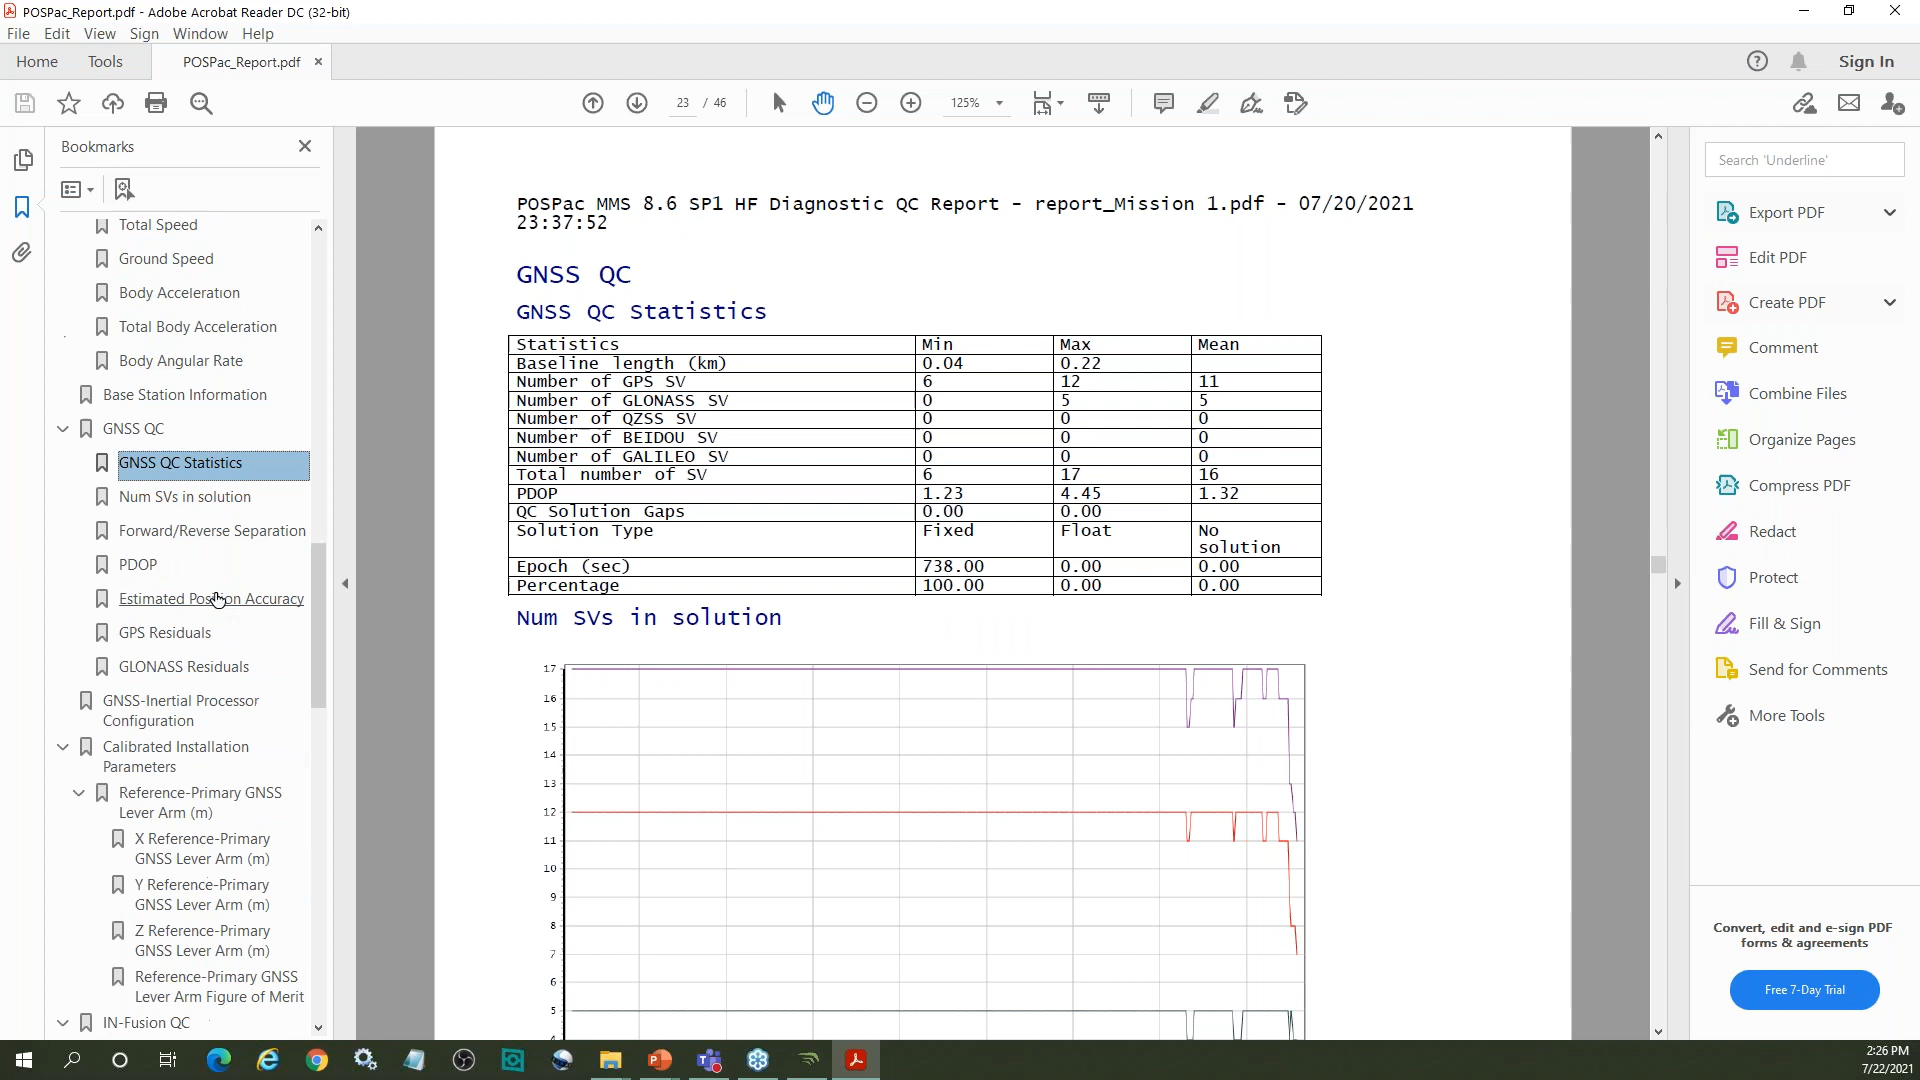 POSPac_Report.pdf - Adobe Acrobat Reader DC (32-bit)
File Edit View Sign Window Help
Home Tools POSPac_Report.pdf × Sign In
23 / 46 125%
Bookmarks
Total Speed
Ground Speed
Body Acceleration
Total Body Acceleration
Body Angular Rate
Base Station Information
GNSS QC
GNSS QC Statistics
Num SVs in solution
Forward/Reverse Separation
PDOP
Estimated Position Accuracy
GPS Residuals
GLONASS Residuals
GNSS-Inertial Processor
Configuration
Calibrated Installation
Parameters
Reference-Primary GNSS
Lever Arm (m)
X Reference-Primary
GNSS Lever Arm (m)
Y Reference-Primary
GNSS Lever Arm (m)
Z Reference-Primary
GNSS Lever Arm (m)
Reference-Primary GNSS
Lever Arm Figure of Merit
IN-Fusion QC
POSPac MMS 8.6 SP1 HF Diagnostic QC Report - report_Mission 1.pdf - 07/20/2021
23:37:52
GNSS QC
GNSS QC Statistics
Statistics Min Max Mean
Baseline length (km) 0.04 0.22
Number of GPS SV 6 12 11
Number of GLONASS SV 0 5 5
Number of QZSS SV 0 0 0
Number of BEIDOU SV 0 0 0
Number of GALILEO SV 0 0 0
Total number of SV 6 17 16
PDOP 1.23 4.45 1.32
QC Solution Gaps 0.00 0.00
Solution Type Fixed Float No
solution
Epoch (sec) 738.00 0.00 0.00
Percentage 100.00 0.00 0.00
Num SVs in solution
17
16
15
14
13
12
11
10
9
8
7
6
5
Search 'Underline'
Export PDF
Edit PDF
Create PDF
Comment
Combine Files
Organize Pages
Compress PDF
Redact
Protect
Fill & Sign
Send for Comments
More Tools
Convert, edit and e-sign PDF
forms & agreements
Free 7-Day Trial
2:26 PM
7/22/2021